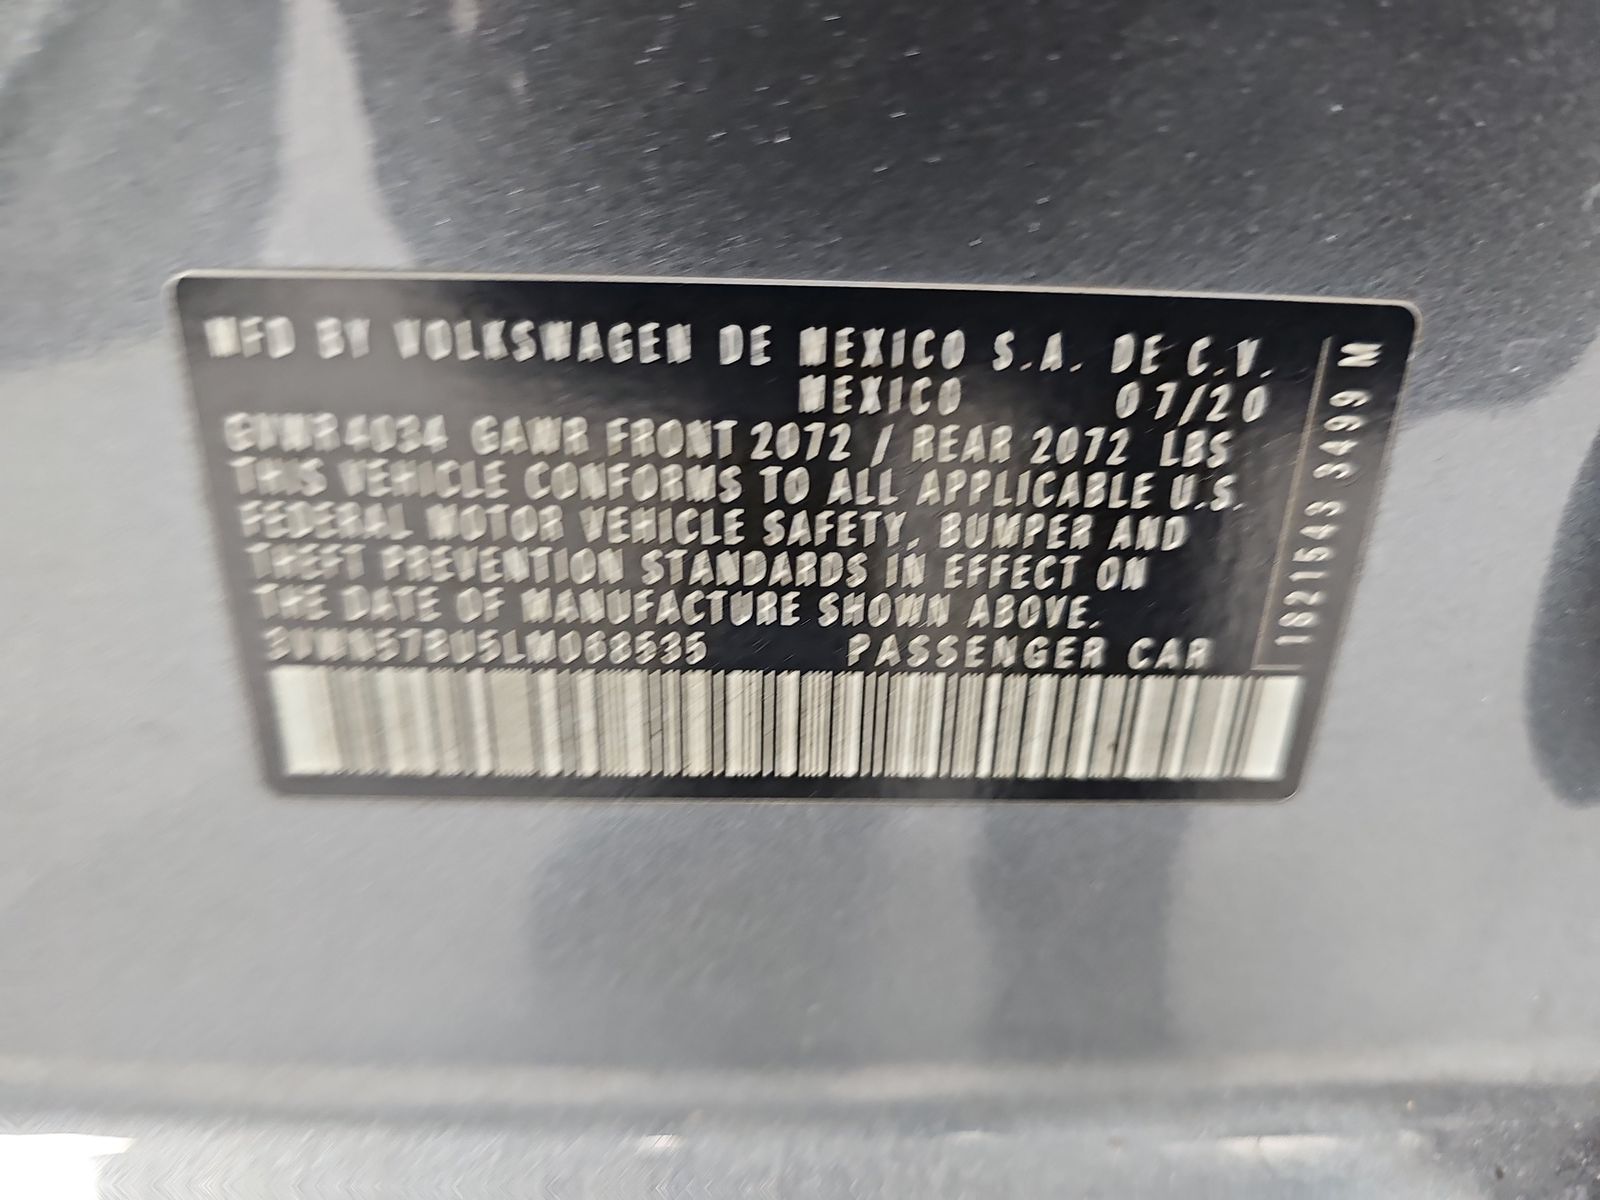 MFD BY VOLKSWAGEN DE MEXICO S.A. DE C.V.
MEXICO 07/20
GVWR4034 GAWR FRONT 2072 / REAR 2072 LBS
THIS VEHICLE CONFORMS TO ALL APPLICABLE U.S.
FEDERAL MOTOR VEHICLE SAFETY, BUMPER AND
THEFT PREVENTION STANDARDS IN EFFECT ON
THE DATE OF MANUFACTURE SHOWN ABOVE.
3VWN57BU5LM068535 PASSENGER CAR
1821543 3499 M